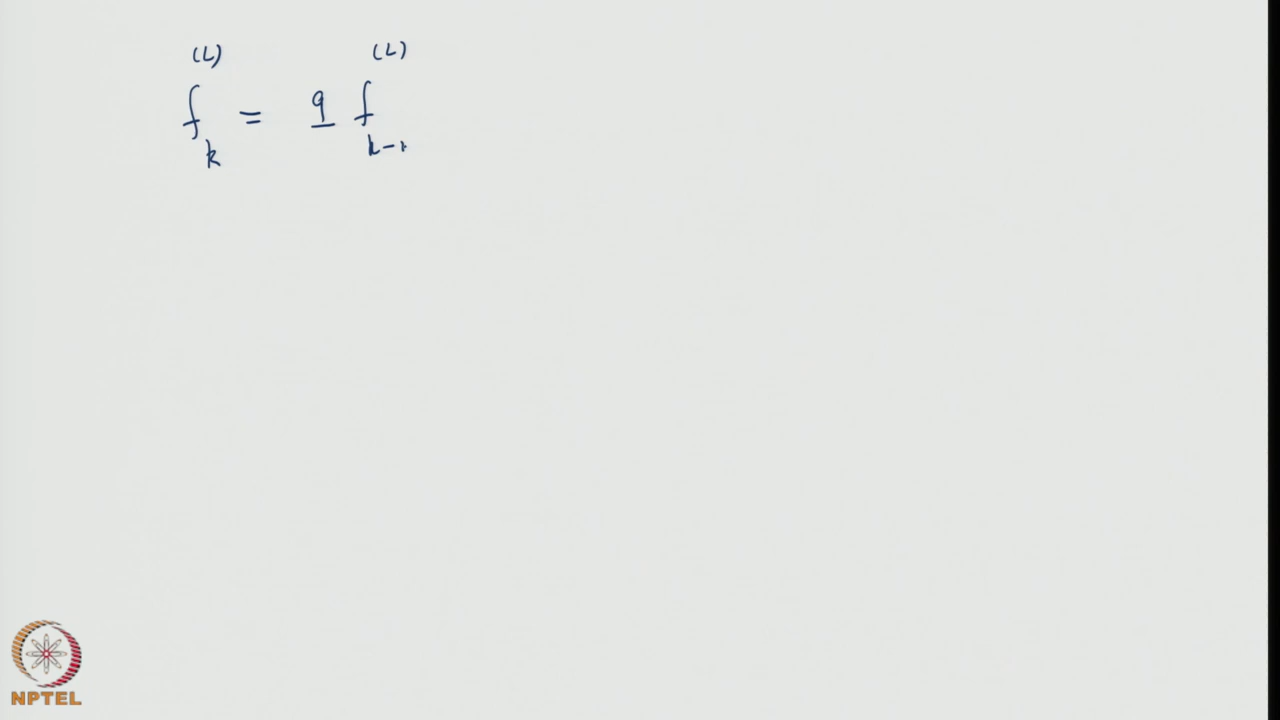 (L) (L)
f = q f
k k-1
NPTEL